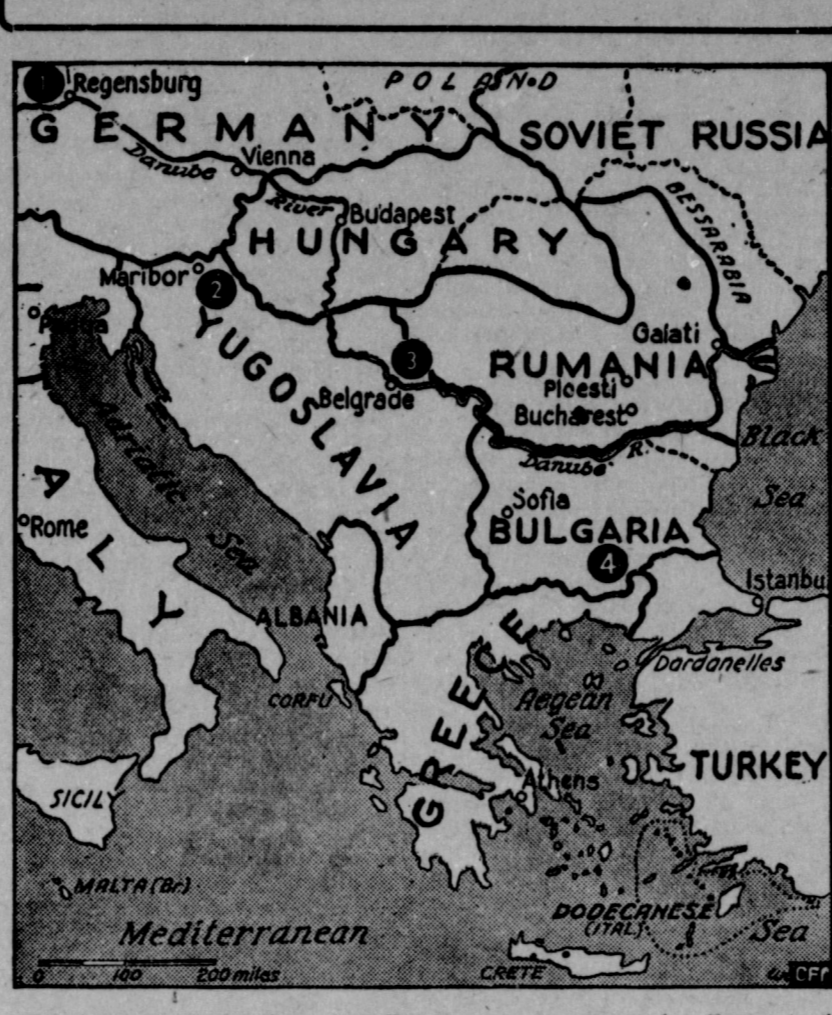 1
Regensburg
POLAND
GERMANY
SOVIET RUSSIA
Danube
Vienna
River
Budapest
BESSARABIA
HUNGARY
Maribor
2
YUGOSLAVIA
Galati
3
RUMANIA
Ploesti
Belgrade
Bucharest
Adriatic Sea
Black Sea
Danube R.
Sofia
BULGARIA
ALY
Rome
4
Istanbu
ALBANIA
GREECE
Dardanelles
CORFU
Aegean Sea
TURKEY
SICILY
Athens
MALTA (Br)
DODECANESE
(ITAL)
Mediterranean
Sea
0 100 200 miles
CRETE